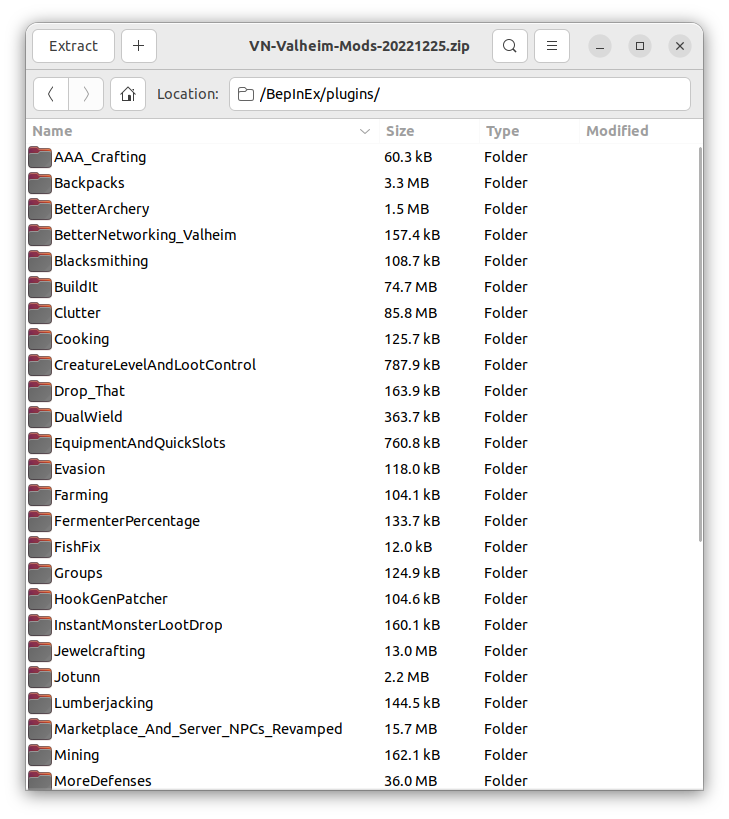 Extract + VN-Valheim-Mods-20221225.zip
Location: /BepInEx/plugins/
Name Size Type Modified
AAA_Crafting 60.3 kB Folder
Backpacks 3.3 MB Folder
BetterArchery 1.5 MB Folder
BetterNetworking_Valheim 157.4 kB Folder
Blacksmithing 108.7 kB Folder
BuildIt 74.7 MB Folder
Clutter 85.8 MB Folder
Cooking 125.7 kB Folder
CreatureLevelAndLootControl 787.9 kB Folder
Drop_That 163.9 kB Folder
DualWield 363.7 kB Folder
EquipmentAndQuickSlots 760.8 kB Folder
Evasion 118.0 kB Folder
Farming 104.1 kB Folder
FermenterPercentage 133.7 kB Folder
FishFix 12.0 kB Folder
Groups 124.9 kB Folder
HookGenPatcher 104.6 kB Folder
InstantMonsterLootDrop 160.1 kB Folder
Jewelcrafting 13.0 MB Folder
Jotunn 2.2 MB Folder
Lumberjacking 144.5 kB Folder
Marketplace_And_Server_NPCs_Revamped 15.7 MB Folder
Mining 162.1 kB Folder
MoreDefenses 36.0 MB Folder